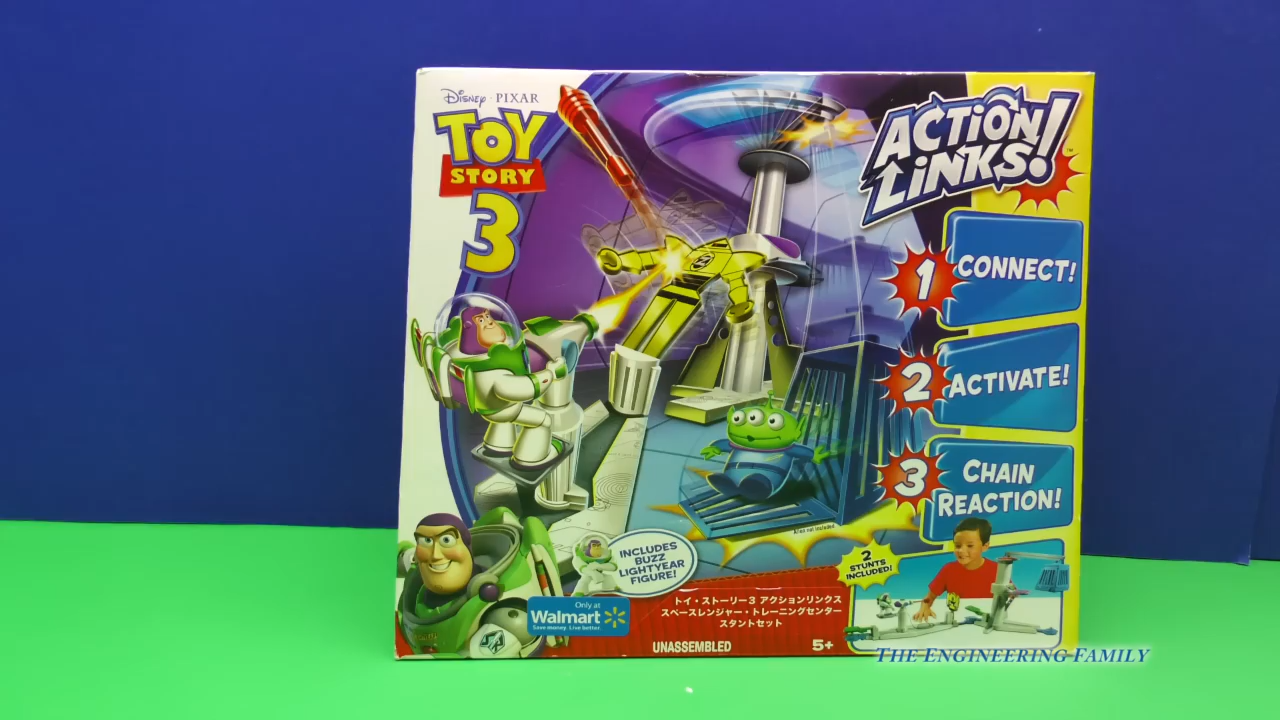 Disney · PIXAR
TOY
STORY
3
ACTION
LINKS!
TM
1
CONNECT!
2
ACTIVATE!
3
CHAIN
REACTION!
Alien not included
INCLUDES
BUZZ
LIGHTYEAR
FIGURE!
2
STUNTS
INCLUDED!
Only at
Walmart
Save money. Live better.
トイ・ストーリー3 アクションリンクス
スペースレンジャー・トレーニングセンター
スタントセット
UNASSEMBLED
5+
THE ENGINEERING FAMILY